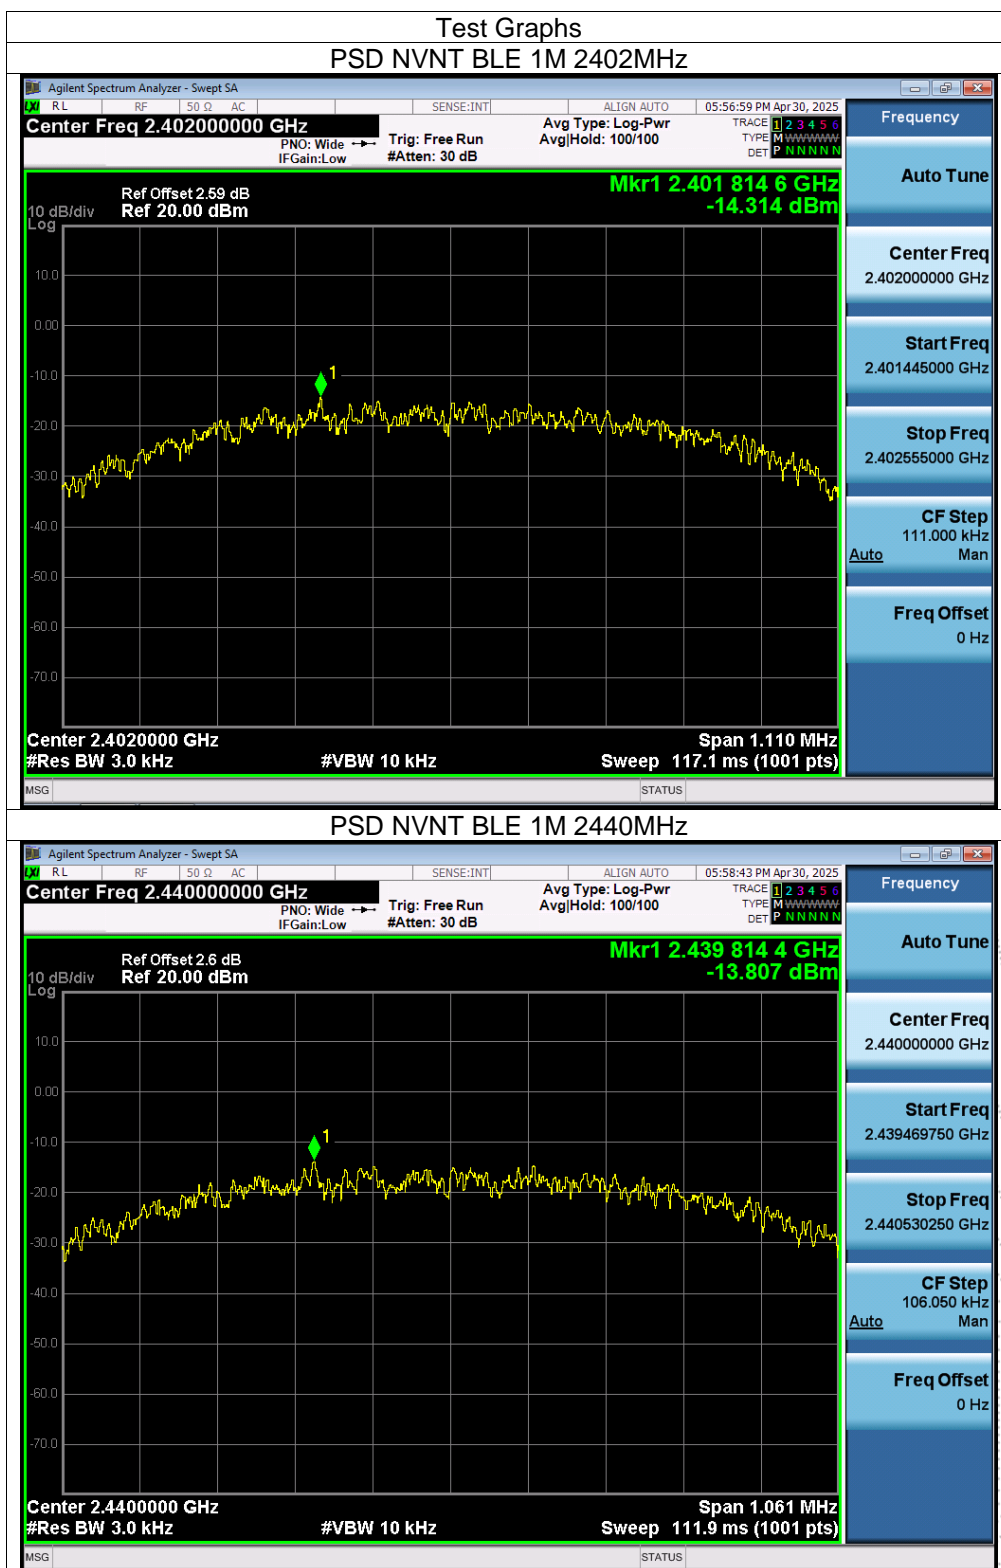 Test Graphs
PSD NVNT BLE 1M 2402MHz
Agilent Spectrum Analyzer - Swept SA
LXI RL RF 50 Ω AC SENSE:INT ALIGN AUTO 05:56:59 PM Apr 30, 2025
Center Freq 2.402000000 GHz
PNO: Wide
IFGain:Low
Trig: Free Run
#Atten: 30 dB
Avg Type: Log-Pwr
Avg|Hold: 100/100
TRACE 1 2 3 4 5 6
TYPE M WWWWW
DET P N N N N N
Frequency
Auto Tune
Center Freq
2.402000000 GHz
Start Freq
2.401445000 GHz
Stop Freq
2.402555000 GHz
CF Step
111.000 kHz
Auto Man
Freq Offset
0 Hz
Ref Offset 2.59 dB
10 dB/div Ref 20.00 dBm
Log
Mkr1 2.401 814 6 GHz
-14.314 dBm
10.0
0.00
-10.0
-20.0
-30.0
-40.0
-50.0
-60.0
-70.0
1
Center 2.4020000 GHz Span 1.110 MHz
#Res BW 3.0 kHz #VBW 10 kHz Sweep 117.1 ms (1001 pts)
MSG STATUS
PSD NVNT BLE 1M 2440MHz
Agilent Spectrum Analyzer - Swept SA
LXI RL RF 50 Ω AC SENSE:INT ALIGN AUTO 05:58:43 PM Apr 30, 2025
Center Freq 2.440000000 GHz
PNO: Wide
IFGain:Low
Trig: Free Run
#Atten: 30 dB
Avg Type: Log-Pwr
Avg|Hold: 100/100
TRACE 1 2 3 4 5 6
TYPE M WWWWW
DET P N N N N N
Frequency
Auto Tune
Center Freq
2.440000000 GHz
Start Freq
2.439469750 GHz
Stop Freq
2.440530250 GHz
CF Step
106.050 kHz
Auto Man
Freq Offset
0 Hz
Ref Offset 2.6 dB
10 dB/div Ref 20.00 dBm
Log
Mkr1 2.439 814 4 GHz
-13.807 dBm
10.0
0.00
-10.0
-20.0
-30.0
-40.0
-50.0
-60.0
-70.0
1
Center 2.4400000 GHz Span 1.061 MHz
#Res BW 3.0 kHz #VBW 10 kHz Sweep 111.9 ms (1001 pts)
MSG STATUS